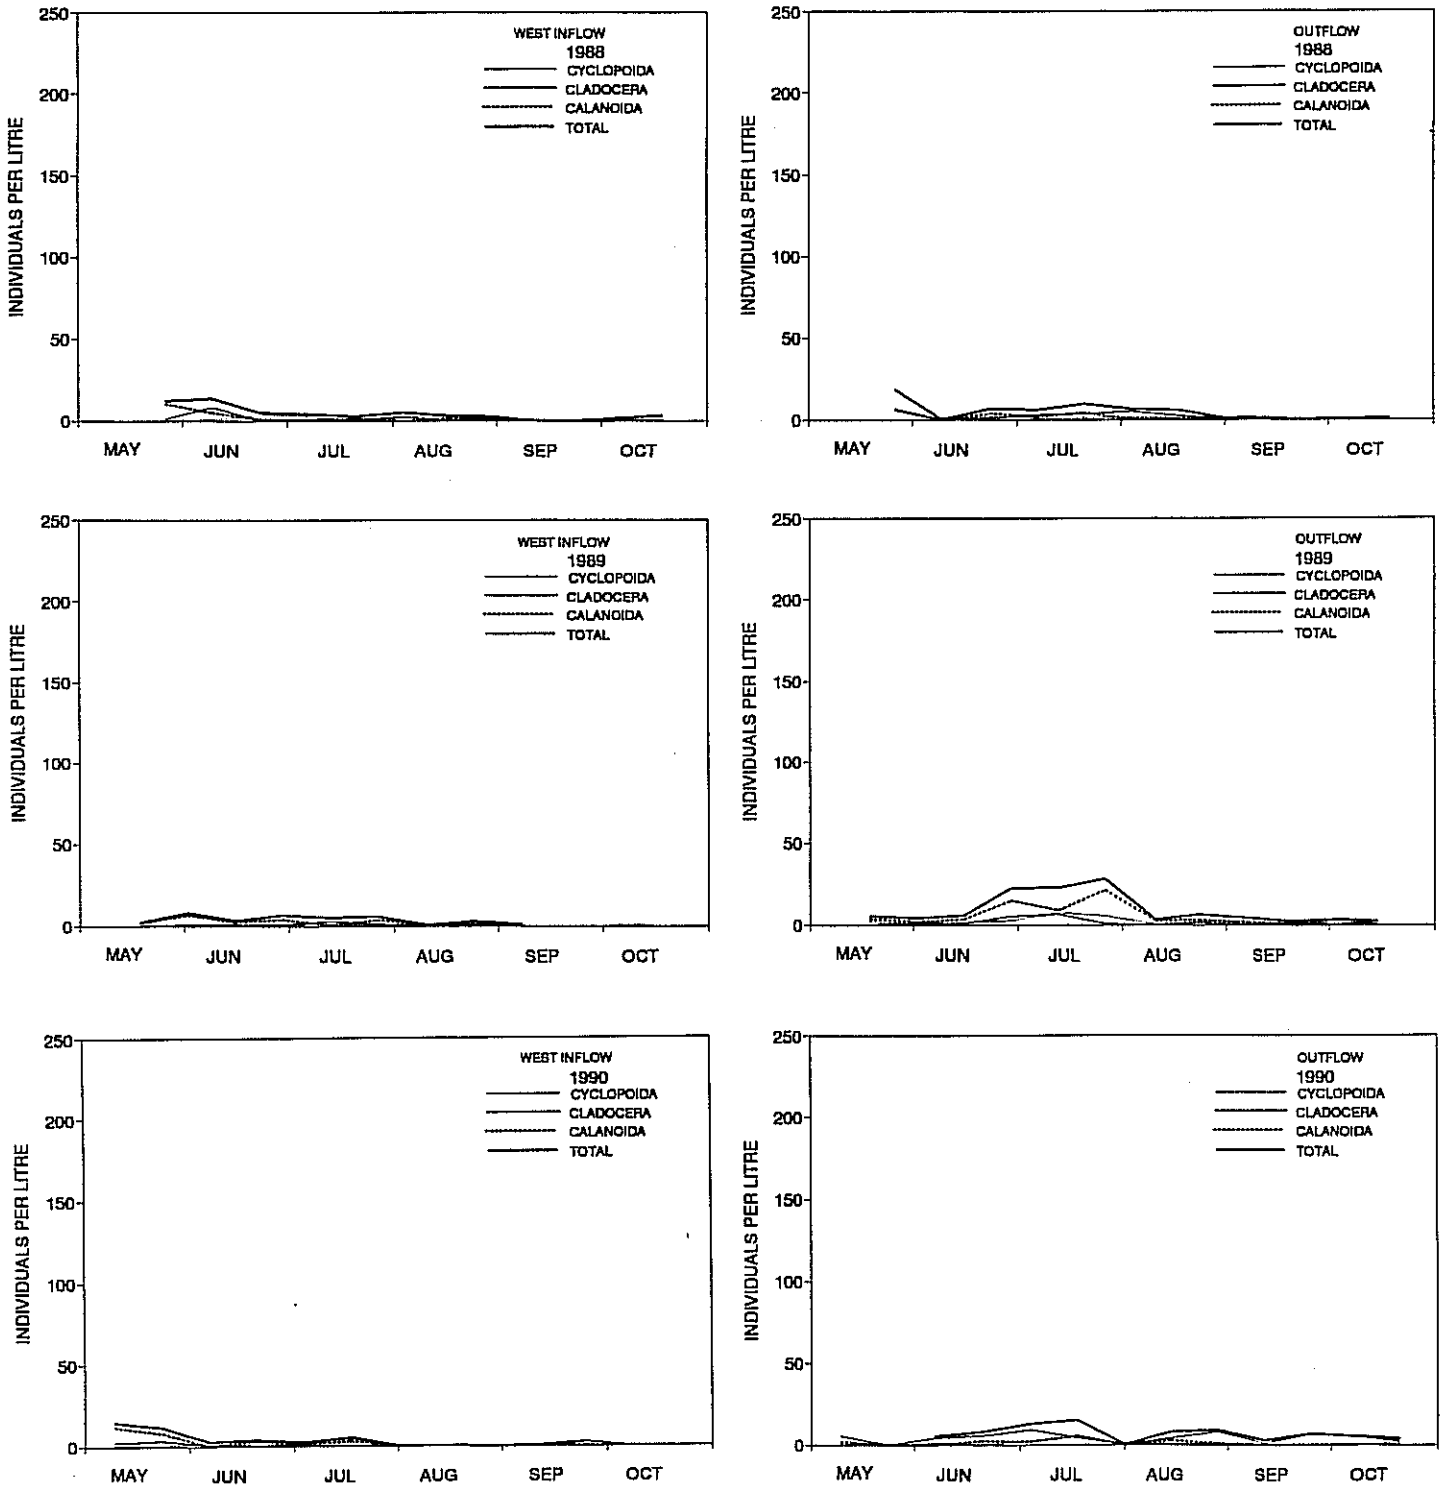 WEST INFLOW
1988
CYCLOPOIDA
CLADOCERA
CALANOIDA
TOTAL
INDIVIDUALS PER LITRE
250
200
150
100
50
0
MAY JUN JUL AUG SEP OCT
OUTFLOW
1988
CYCLOPOIDA
CLADOCERA
CALANOIDA
TOTAL
INDIVIDUALS PER LITRE
250
200
150
100
50
0
MAY JUN JUL AUG SEP OCT
WEST INFLOW
1989
CYCLOPOIDA
CLADOCERA
CALANOIDA
TOTAL
INDIVIDUALS PER LITRE
250
200
150
100
50
0
MAY JUN JUL AUG SEP OCT
OUTFLOW
1989
CYCLOPOIDA
CLADOCERA
CALANOIDA
TOTAL
INDIVIDUALS PER LITRE
250
200
150
100
50
0
MAY JUN JUL AUG SEP OCT
WEST INFLOW
1990
CYCLOPOIDA
CLADOCERA
CALANOIDA
TOTAL
INDIVIDUALS PER LITRE
250
200
150
100
50
0
MAY JUN JUL AUG SEP OCT
OUTFLOW
1990
CYCLOPOIDA
CLADOCERA
CALANOIDA
TOTAL
INDIVIDUALS PER LITRE
250
200
150
100
50
0
MAY JUN JUL AUG SEP OCT